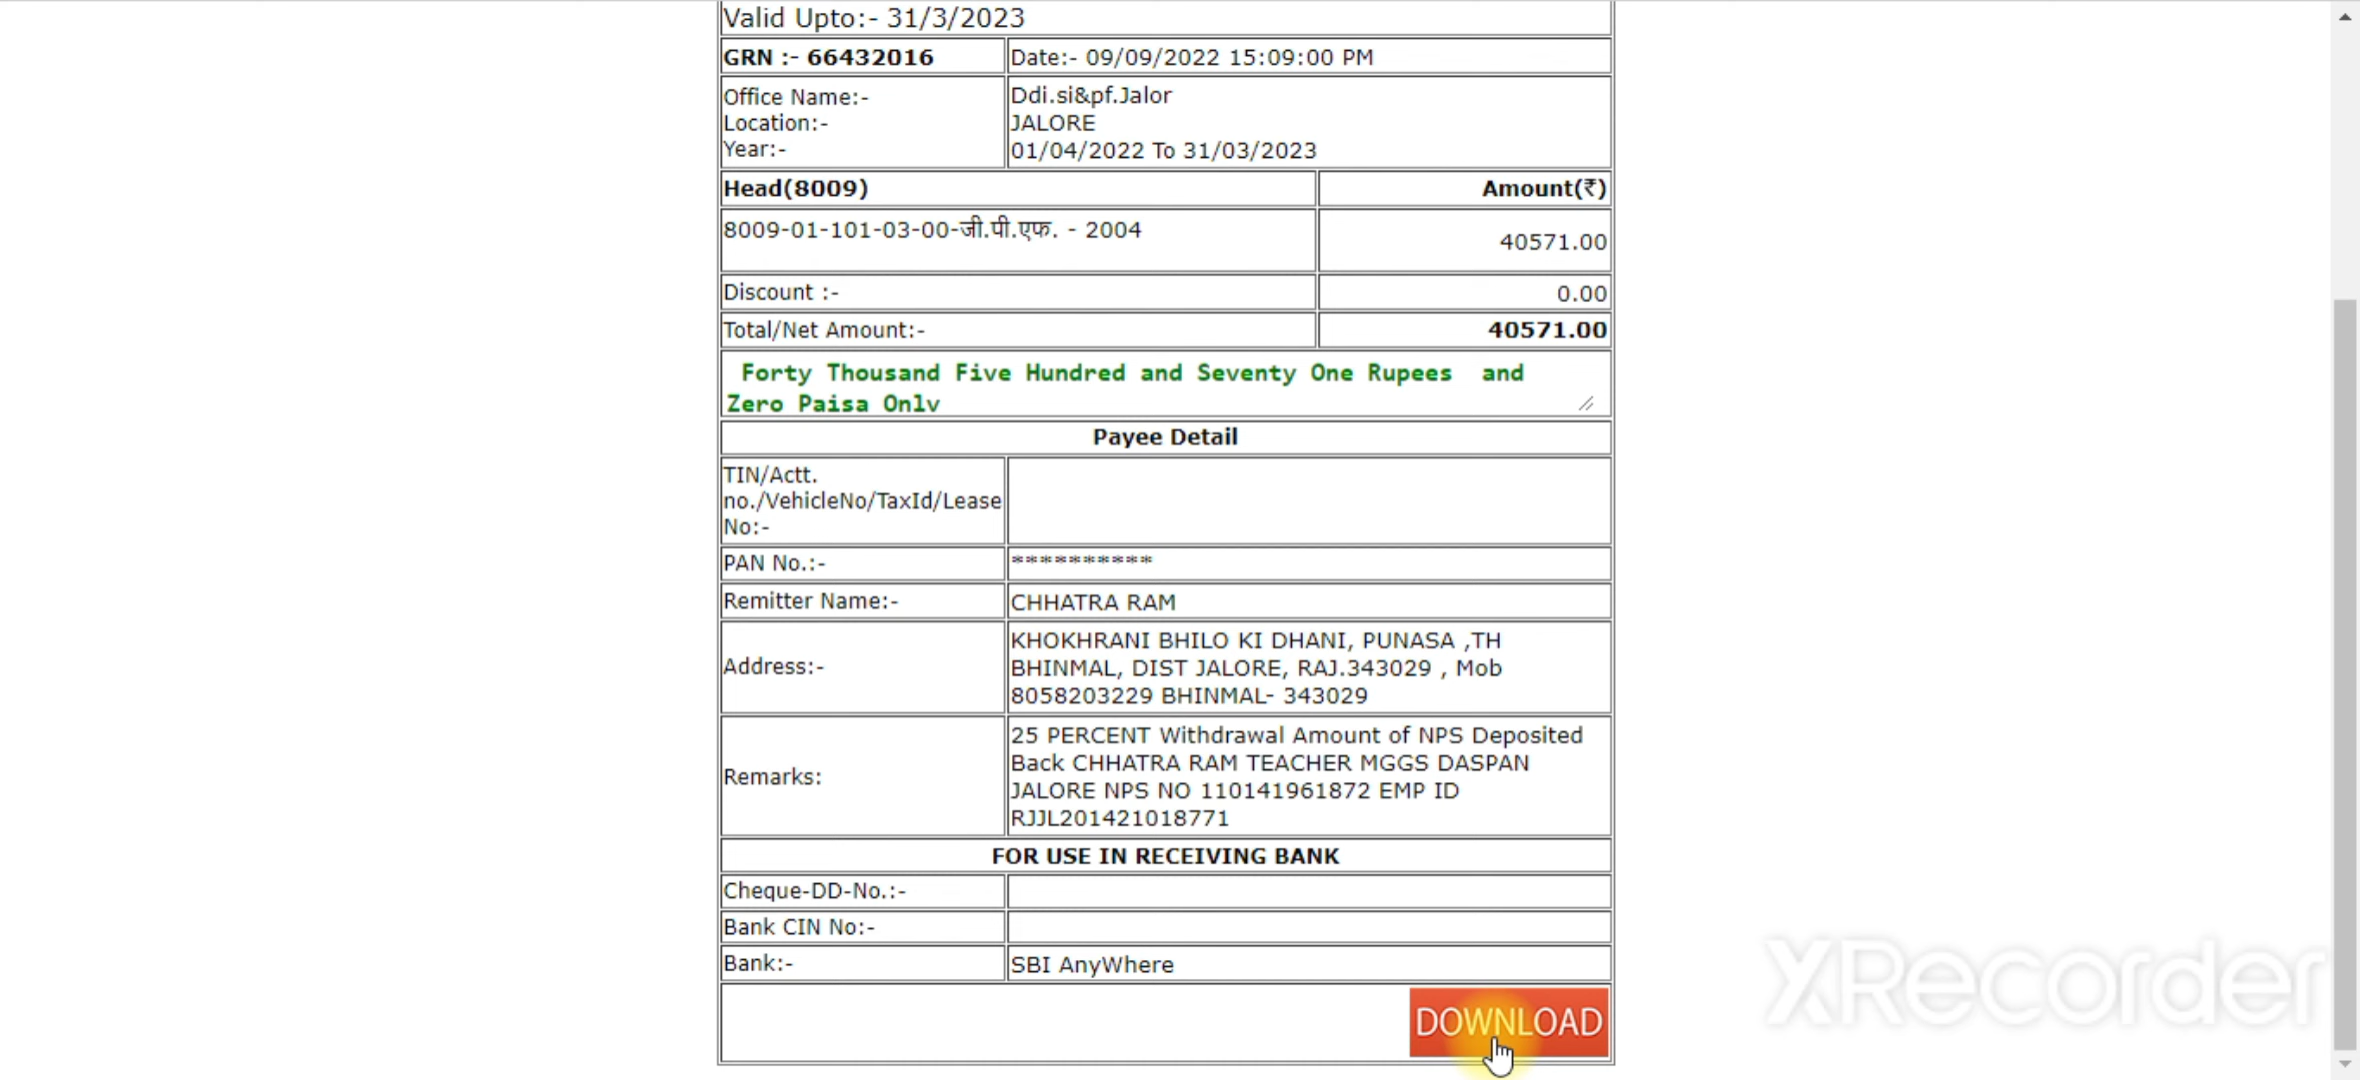 Valid Upto:- 31/3/2023
GRN :- 66432016 Date:- 09/09/2022 15:09:00 PM
Office Name:- Ddi.si&pf.Jalor
Location:- JALORE
Year:- 01/04/2022 To 31/03/2023
Head(8009) Amount(₹)
8009-01-101-03-00-जी.पी.एफ. - 2004 40571.00
Discount :- 0.00
Total/Net Amount:- 40571.00
Forty Thousand Five Hundred and Seventy One Rupees and
Zero Paisa Only
Payee Detail
TIN/Actt.
no./VehicleNo/TaxId/Lease
No:-
PAN No.:- **********
Remitter Name:- CHHATRA RAM
Address:-
KHOKHRANI BHILO KI DHANI, PUNASA ,TH
BHINMAL, DIST JALORE, RAJ.343029 , Mob
8058203229 BHINMAL- 343029
Remarks:
25 PERCENT Withdrawal Amount of NPS Deposited
Back CHHATRA RAM TEACHER MGGS DASPAN
JALORE NPS NO 110141961872 EMP ID
RJJL201421018771
FOR USE IN RECEIVING BANK
Cheque-DD-No.:-
Bank CIN No:-
Bank:- SBI AnyWhere
DOWNLOAD
XRecorder